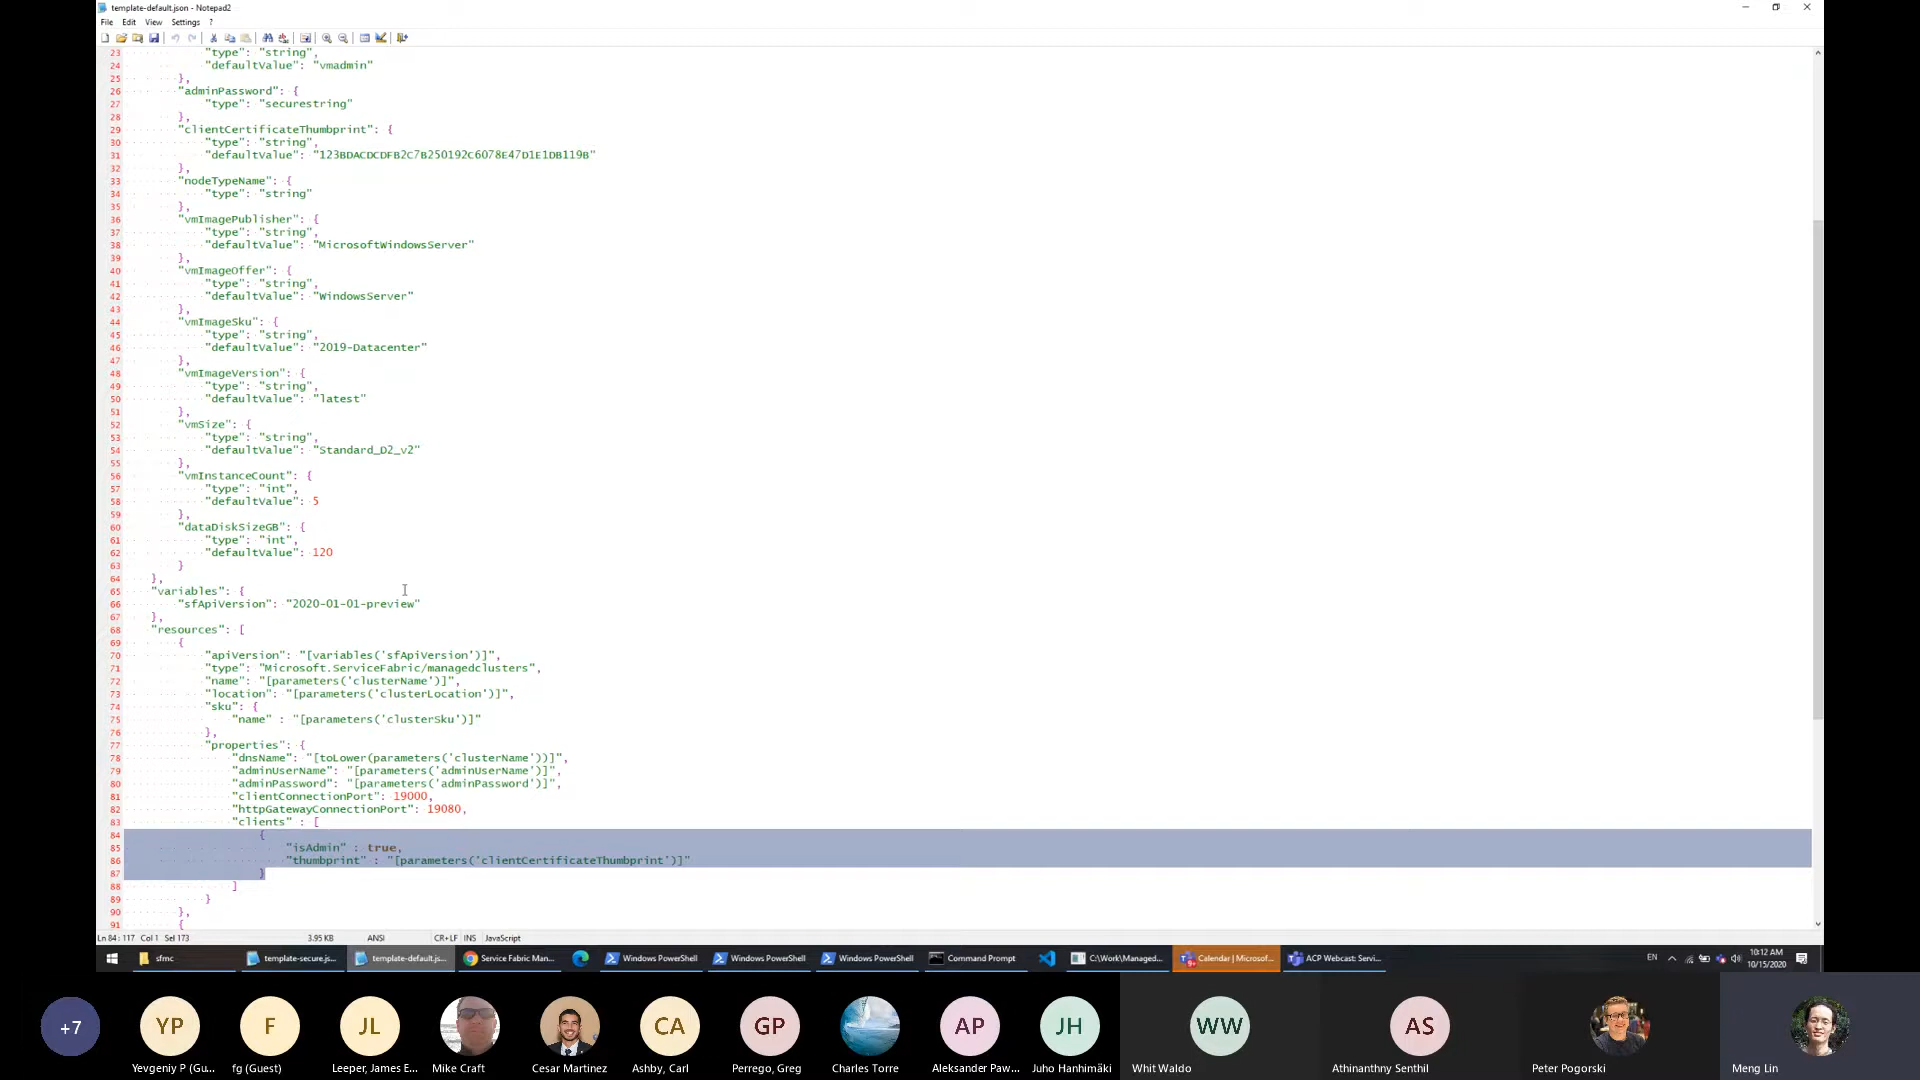 template-default.json - Notepad2
File Edit View Settings ?
23 "type": "string",
24 "defaultValue": "vmadmin"
25 },
26 "adminPassword": {
27 "type": "securestring"
28 },
29 "clientCertificateThumbprint": {
30 "type": "string",
31 "defaultValue": "123BDACDCDFB2C7B250192C6078E47D1E1DB119B"
32 },
33 "nodeTypeName": {
34 "type": "string"
35 },
36 "vmImagePublisher": {
37 "type": "string",
38 "defaultValue": "MicrosoftWindowsServer"
39 },
40 "vmImageOffer": {
41 "type": "string",
42 "defaultValue": "WindowsServer"
43 },
44 "vmImageSku": {
45 "type": "string",
46 "defaultValue": "2019-Datacenter"
47 },
48 "vmImageVersion": {
49 "type": "string",
50 "defaultValue": "latest"
51 },
52 "vmSize": {
53 "type": "string",
54 "defaultValue": "Standard_D2_v2"
55 },
56 "vmInstanceCount": {
57 "type": "int",
58 "defaultValue": 5
59 },
60 "dataDiskSizeGB": {
61 "type": "int",
62 "defaultValue": 120
63 }
64 },
65 "variables": {
66 "sfApiVersion": "2020-01-01-preview"
67 },
68 "resources": [
69 {
70 "apiVersion": "[variables('sfApiVersion')]",
71 "type": "Microsoft.ServiceFabric/managedclusters",
72 "name": "[parameters('clusterName')]",
73 "location": "[parameters('clusterLocation')]",
74 "sku": {
75 "name" : "[parameters('clusterSku')]"
76 },
77 "properties": {
78 "dnsName": "[toLower(parameters('clusterName'))]",
79 "adminUserName": "[parameters('adminUserName')]",
80 "adminPassword": "[parameters('adminPassword')]",
81 "clientConnectionPort": 19000,
82 "httpGatewayConnectionPort": 19080,
83 "clients" : [
84 {
85 "isAdmin" : true,
86 "thumbprint" : "[parameters('clientCertificateThumbprint')]"
87 }
88 ]
89 }
90 },
91 {
Ln 84 : 117 Col 1 Sel 173 3.95 KB ANSI CR+LF INS JavaScript
sfmc template-secure.js... template-default.js... Service Fabric Man... Windows PowerShell Windows PowerShell Windows PowerShell Command Prompt C:\Work\Managed... Calendar | Microsof... ACP Webcast: Servi... EN 10:12 AM
10/15/2020
+7 YP F JL CA GP AP JH WW AS
Yevgeniy P (Gu... fg (Guest) Leeper, James E... Mike Craft Cesar Martinez Ashby, Carl Perrego, Greg Charles Torre Aleksander Paw... Juho Hanhimäki Whit Waldo Athinanthny Senthil Peter Pogorski Meng Lin